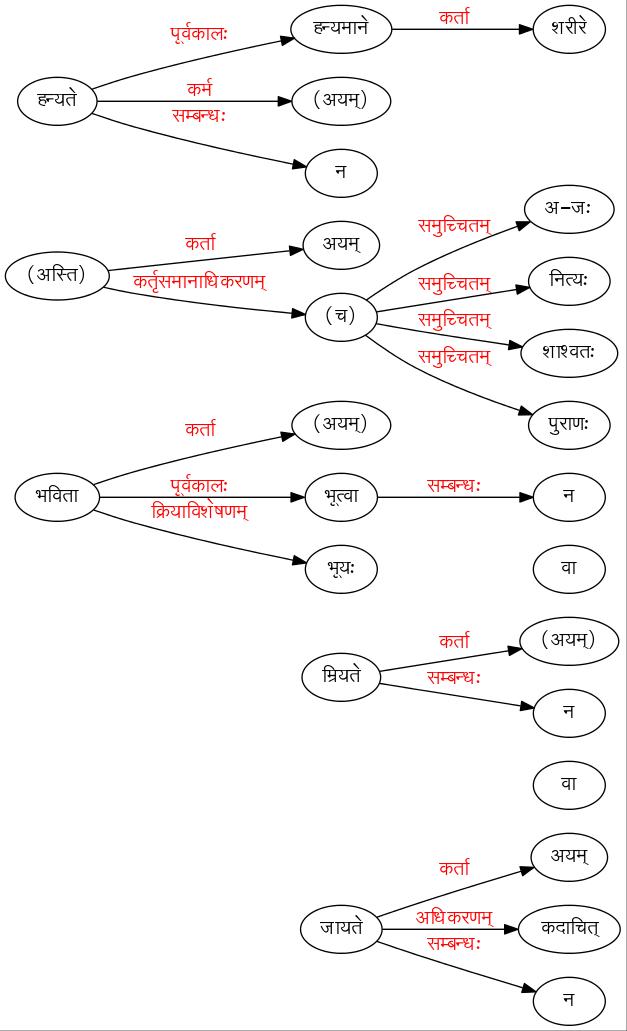 हन्यमाने
कर्ता
शरीरे
पूर्वकालः
हन्यते
कर्म
(अयम्)
सम्बन्धः
न
अ-जः
समुच्चितम्
कर्ता
अयम्
(अस्ति)
कर्तृसमानाधिकरणम्
समुच्चितम्
नित्यः
(च)
समुच्चितम्
शाश्वतः
समुच्चितम्
पुराणः
कर्ता
(अयम्)
भविता
पूर्वकालः
भूत्वा
सम्बन्धः
न
क्रियाविशेषणम्
भूयः
वा
कर्ता
(अयम्)
म्रियते
सम्बन्धः
न
वा
कर्ता
अयम्
जायते
अधिकरणम्
कदाचित्
सम्बन्धः
न